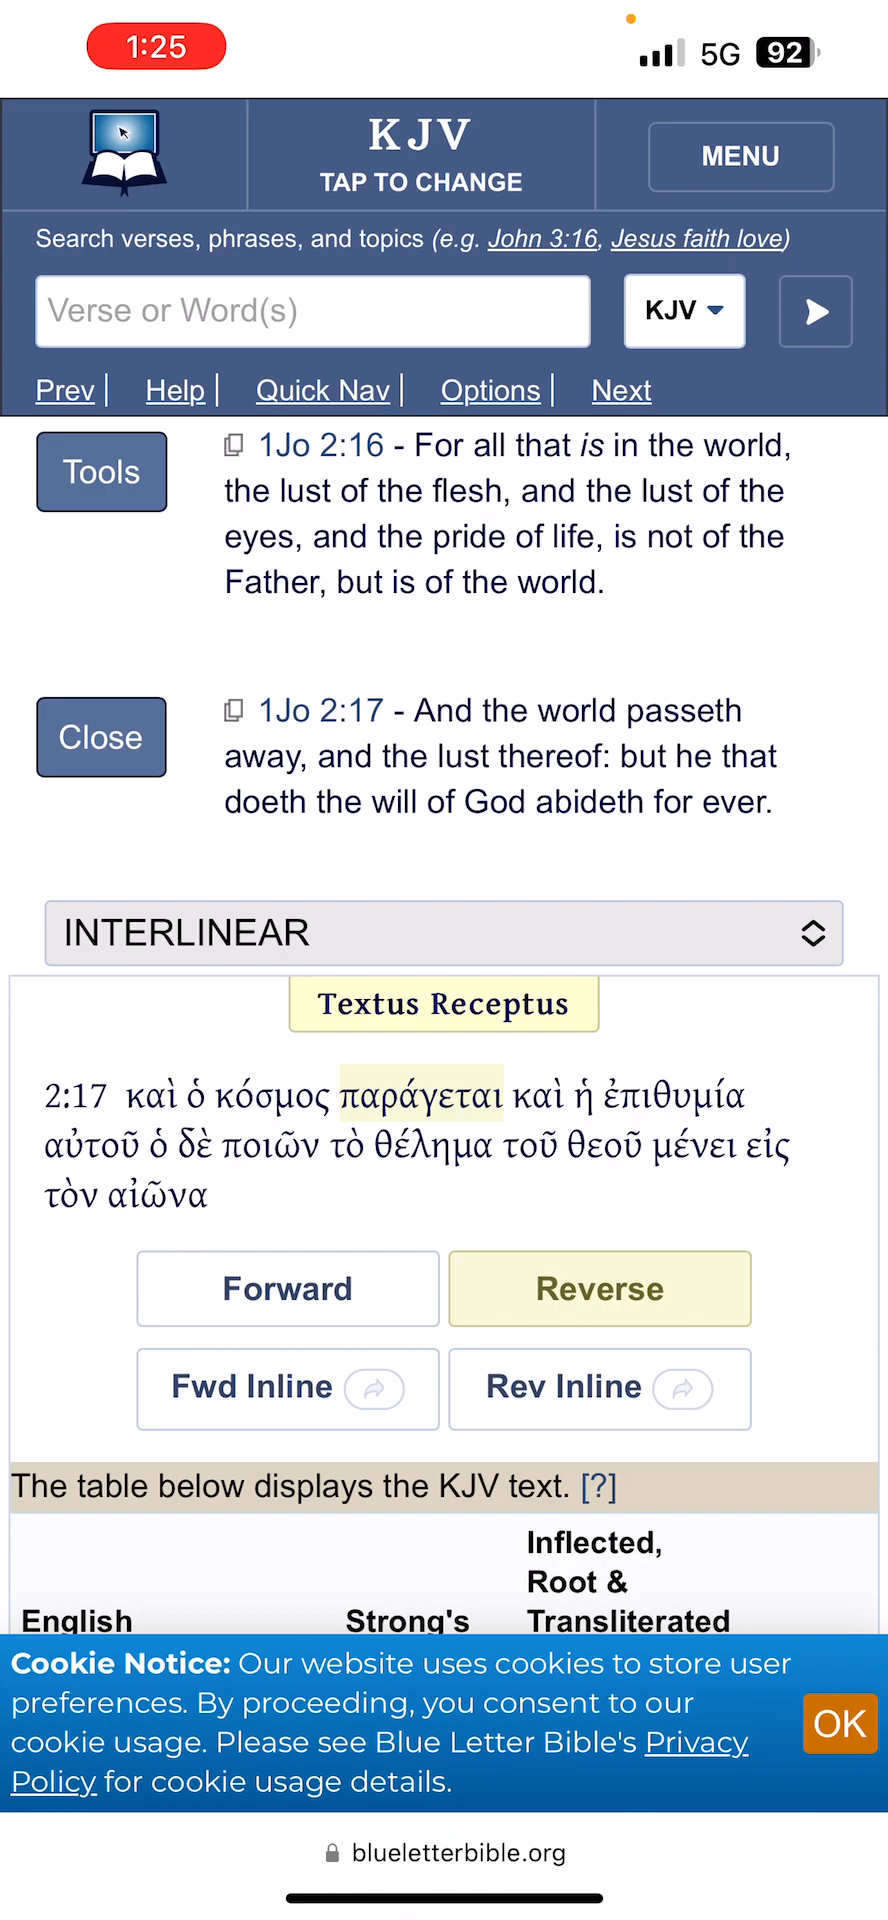 1:25
5G 92
KJV
TAP TO CHANGE
MENU
Search verses, phrases, and topics (e.g. John 3:16, Jesus faith love)
Verse or Word(s)
KJV
Prev | Help | Quick Nav | Options | Next
Tools
1Jo 2:16 - For all that is in the world,
the lust of the flesh, and the lust of the
eyes, and the pride of life, is not of the
Father, but is of the world.
Close
1Jo 2:17 - And the world passeth
away, and the lust thereof: but he that
doeth the will of God abideth for ever.
INTERLINEAR
Textus Receptus
2:17 καὶ ὁ κόσμος παράγεται καὶ ἡ ἐπιθυμία
αὐτοῦ ὁ δὲ ποιῶν τὸ θέλημα τοῦ θεοῦ μένει εἰς
τὸν αἰῶνα
Forward
Reverse
Fwd Inline
Rev Inline
The table below displays the KJV text. [?]
Inflected,
Root &
English Strong's Transliterated
Cookie Notice: Our website uses cookies to store user
preferences. By proceeding, you consent to our
cookie usage. Please see Blue Letter Bible's Privacy
Policy for cookie usage details.
OK
blueletterbible.org